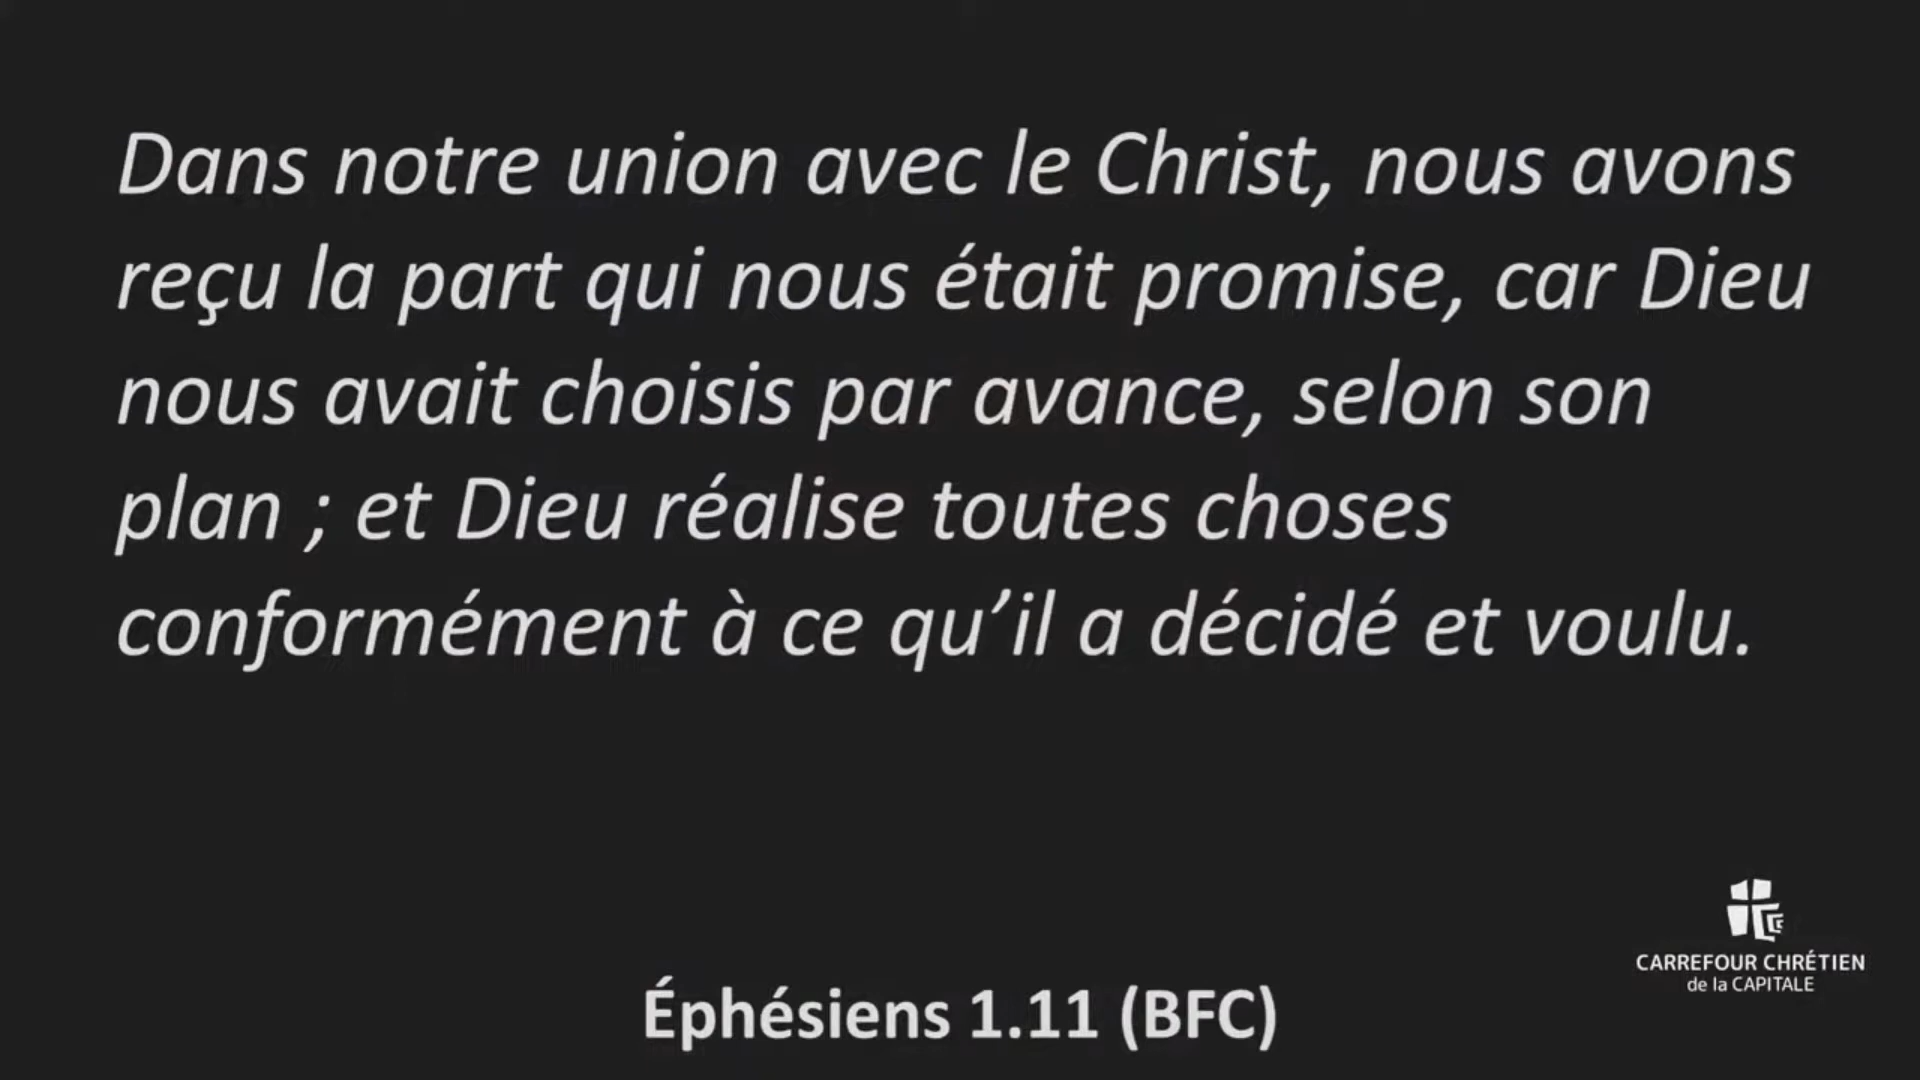 Dans notre union avec le Christ, nous avons
reçu la part qui nous était promise, car Dieu
nous avait choisis par avance, selon son
plan ; et Dieu réalise toutes choses
conformément à ce qu’il a décidé et voulu.
CARREFOUR CHRÉTIEN
de la CAPITALE
Éphésiens 1.11 (BFC)